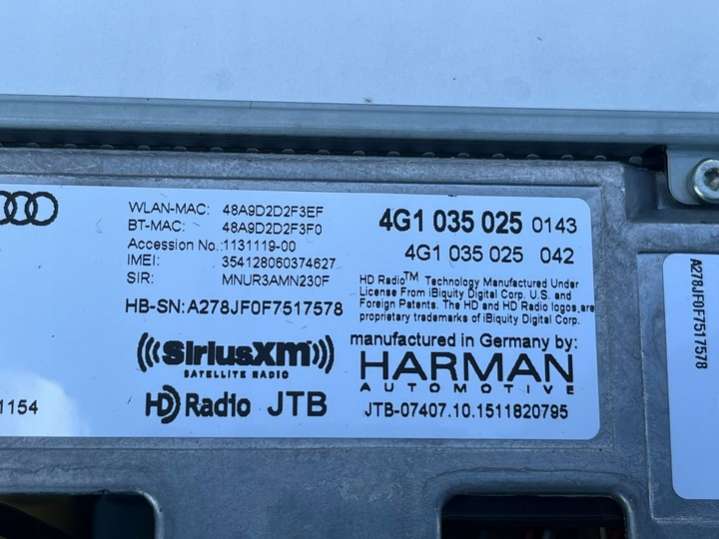 WLAN-MAC: 48A9D2D2F3EF
BT-MAC: 48A9D2D2F3F0
Accession No.:1131119-00
IMEI: 354128060374627
SIR: MNUR3AMN230F
HB-SN:A278JF0F7517578
4G1 035 025 0143
4G1 035 025 042
HD Radio™ Technology Manufactured Under
License From iBiquity Digital Corp. U.S. and
Foreign Patents. The HD and HD Radio logos are
proprietary trademarks of iBiquity Digital Corp.
SiriusXM
SATELLITE RADIO
HD Radio JTB
manufactured in Germany by:
HARMAN
AUTOMOTIVE
JTB-07407.10.1511820795
1154
A278JF0F7517578